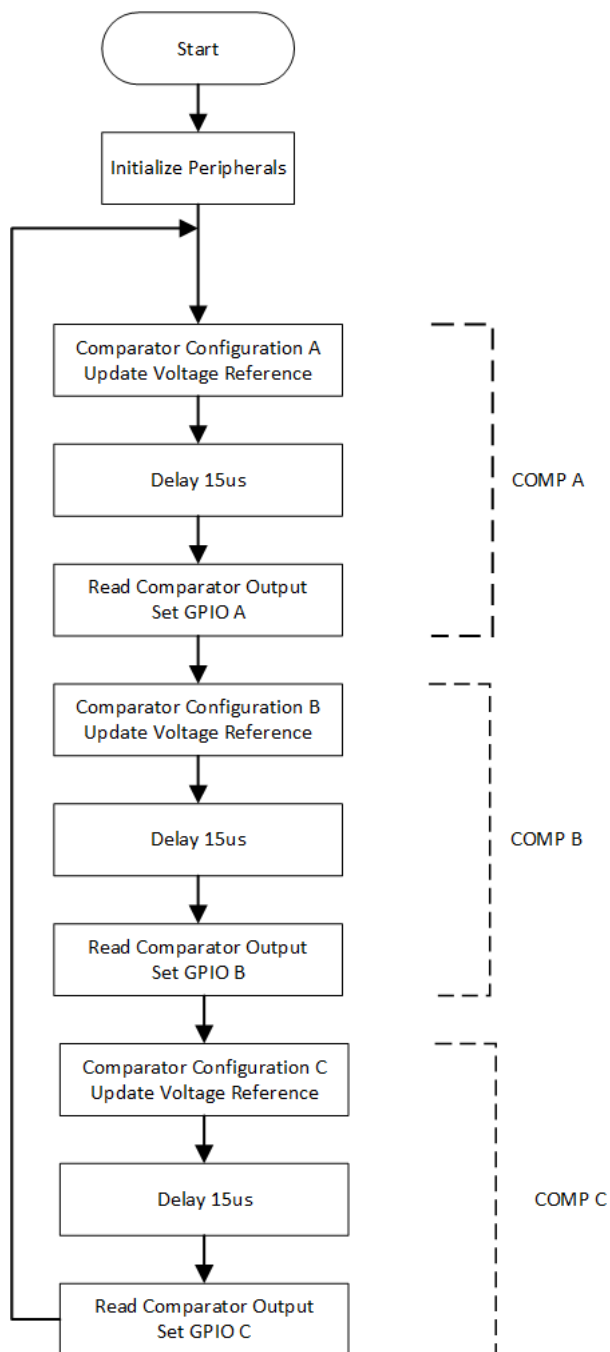 Start
Initialize Peripherals
Comparator Configuration A
Update Voltage Reference
Delay 15us
COMP A
Read Comparator Output
Set GPIO A
Comparator Configuration B
Update Voltage Reference
Delay 15us
COMP B
Read Comparator Output
Set GPIO B
Comparator Configuration C
Update Voltage Reference
Delay 15us
COMP C
Read Comparator Output
Set GPIO C